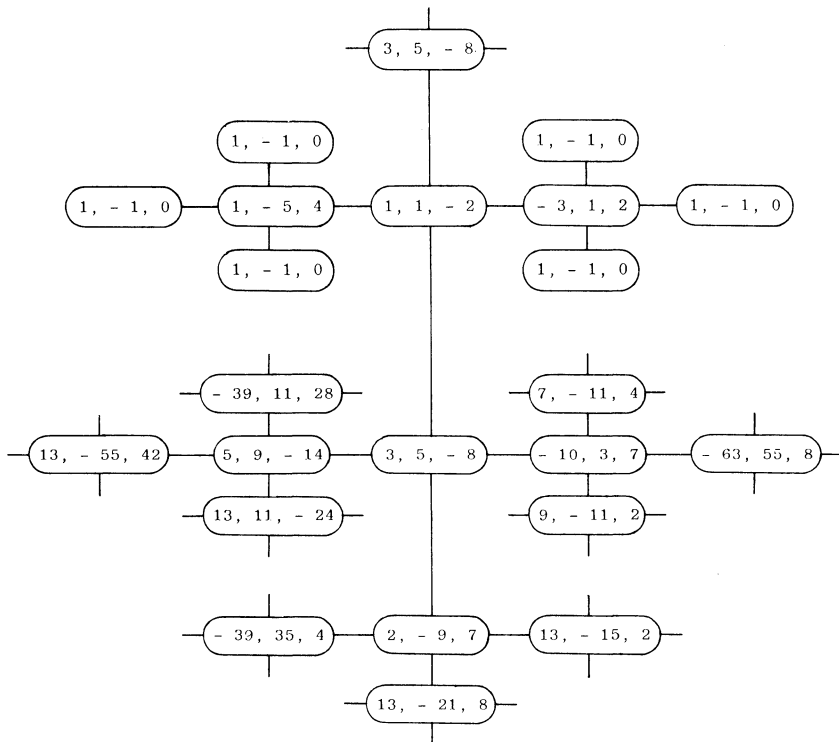 3, 5, - 8
1, - 1, 0 1, - 1, 0
1, - 1, 0 1, - 5, 4 1, 1, - 2 - 3, 1, 2 1, - 1, 0
1, - 1, 0 1, - 1, 0
- 39, 11, 28 7, - 11, 4
13, - 55, 42 5, 9, - 14 3, 5, - 8 - 10, 3, 7 - 63, 55, 8
13, 11, - 24 9, - 11, 2
- 39, 35, 4 2, - 9, 7 13, - 15, 2
13, - 21, 8